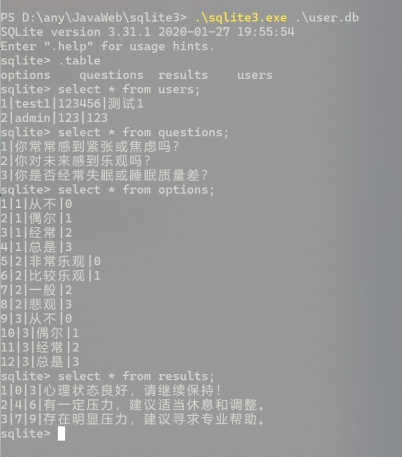 PS D:\any\JavaWeb\sqlite3> .\sqlite3.exe .\user.db
SQLite version 3.31.1 2020-01-27 19:55:54
Enter ".help" for usage hints.
sqlite> .table
options    questions  results    users
sqlite> select * from users;
1|test1|123456|测试1
2|admin|123|123
sqlite> select * from questions;
1|你常常感到紧张或焦虑吗?
2|你对未来感到乐观吗?
3|你是否经常失眠或睡眠质量差?
sqlite> select * from options;
1|1|从不|0
2|1|偶尔|1
3|1|经常|2
4|1|总是|3
5|2|非常乐观|0
6|2|比较乐观|1
7|2|一般|2
8|2|悲观|3
9|3|从不|0
10|3|偶尔|1
11|3|经常|2
12|3|总是|3
sqlite> select * from results;
1|0|3|心理状态良好，请继续保持！
2|4|6|有一定压力，建议适当休息和调整。
3|7|9|存在明显压力，建议寻求专业帮助。
sqlite>